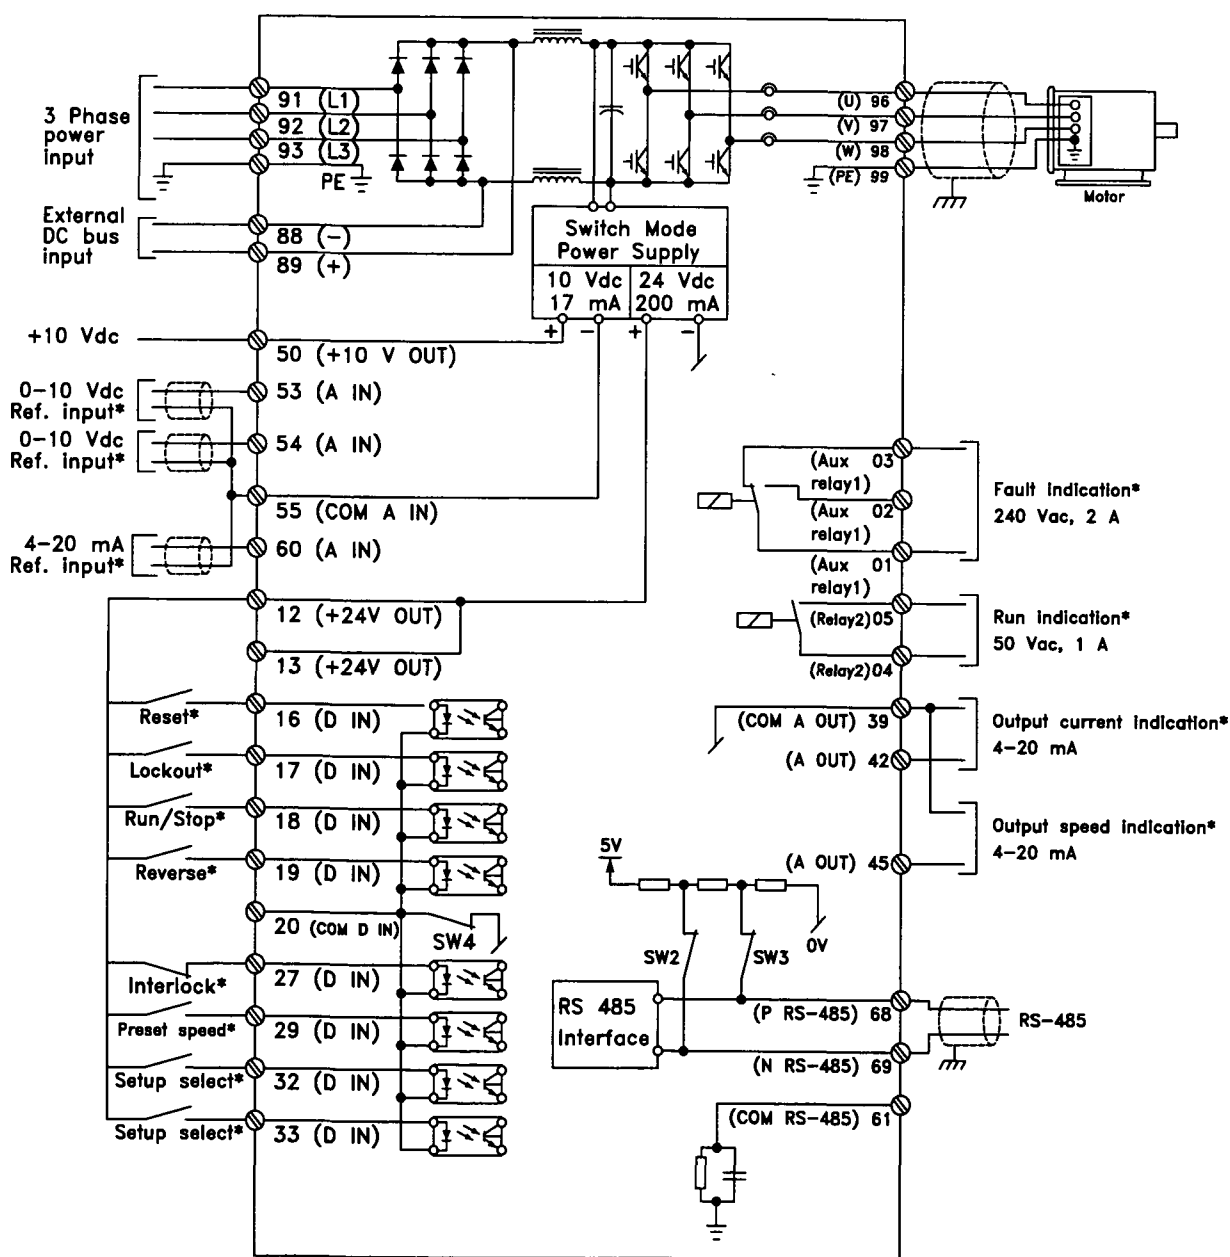 3 Phase
power
input
91 (L1)
92 (L2)
93 (L3)
PE
External
DC bus
input
88 (-)
89 (+)
Switch Mode
Power Supply
10 Vdc
17 mA
24 Vdc
200 mA
+
-
+
-
(U) 96
(V) 97
(W) 98
(PE) 99
Motor
+10 Vdc
50 (+10 V OUT)
0-10 Vdc
Ref. input*
53 (A IN)
0-10 Vdc
Ref. input*
54 (A IN)
55 (COM A IN)
4-20 mA
Ref. input*
60 (A IN)
12 (+24V OUT)
13 (+24V OUT)
Reset*
16 (D IN)
Lockout*
17 (D IN)
Run/Stop*
18 (D IN)
Reverse*
19 (D IN)
20 (COM D IN)
SW4
Interlock*
27 (D IN)
Preset speed*
29 (D IN)
Setup select*
32 (D IN)
Setup select*
33 (D IN)
(Aux 03
relay1)
(Aux 02
relay1)
(Aux 01
relay1)
Fault indication*
240 Vac, 2 A
(Relay2)05
(Relay2)04
Run indication*
50 Vac, 1 A
(COM A OUT) 39
(A OUT) 42
Output current indication*
4-20 mA
(A OUT) 45
Output speed indication*
4-20 mA
5V
0V
SW2
SW3
RS 485
Interface
(P RS-485) 68
(N RS-485) 69
RS-485
(COM RS-485) 61